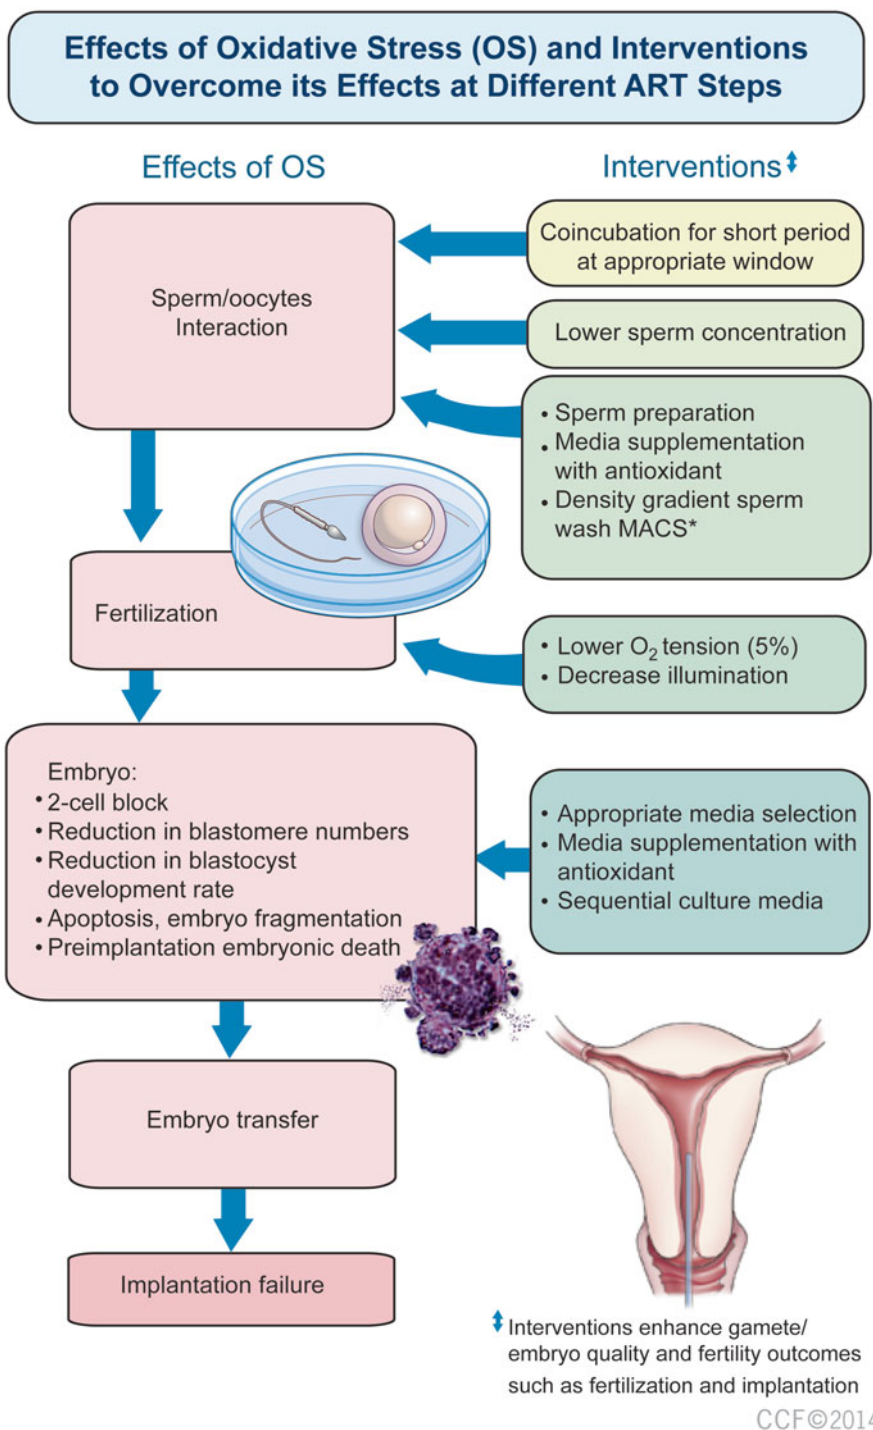 Effects of Oxidative Stress (OS) and Interventions
to Overcome its Effects at Different ART Steps
Effects of OS
Interventions
Sperm/oocytes
Interaction
Coincubation for short period
at appropriate window
Lower sperm concentration
• Sperm preparation
• Media supplementation
with antioxidant
• Density gradient sperm
wash MACS*
Fertilization
• Lower O₂ tension (5%)
• Decrease illumination
Embryo:
• 2-cell block
• Reduction in blastomere numbers
• Reduction in blastocyst
development rate
• Apoptosis, embryo fragmentation
• Preimplantation embryonic death
• Appropriate media selection
• Media supplementation with
antioxidant
• Sequential culture media
Embryo transfer
Implantation failure
Interventions enhance gamete/
embryo quality and fertility outcomes
such as fertilization and implantation
CCF©2014